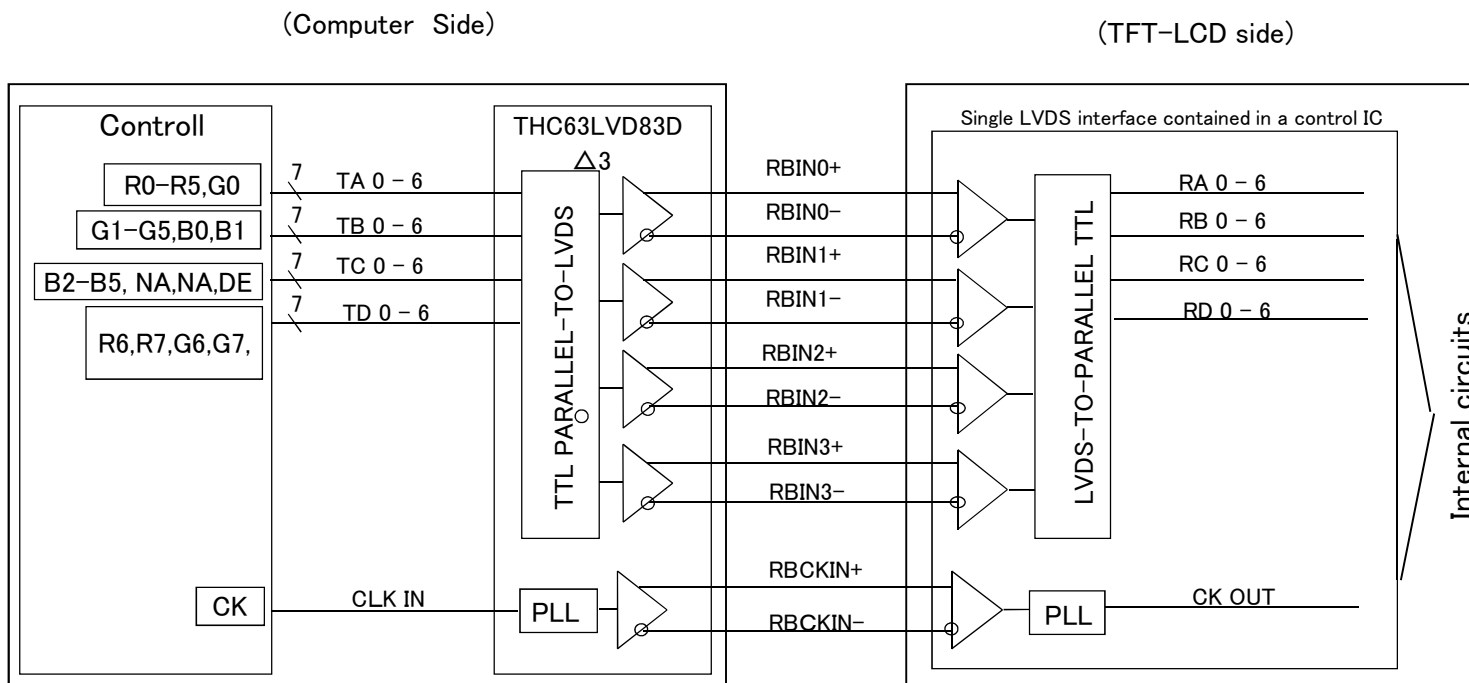 (Computer Side)
(TFT-LCD side)
Controll
THC63LVD83D
Single LVDS interface contained in a control IC
△3
R0-R5,G0
7
TA 0-6
RBIN0+
RA 0-6
G1-G5,B0,B1
7
TB 0-6
RBIN0-
RB 0-6
B2-B5, NA,NA,DE
7
TC 0-6
RBIN1+
RC 0-6
R6,R7,G6,G7,
7
TD 0-6
RBIN1-
RD 0-6
TTL PARALLEL-TO-LVDS
RBIN2+
RBIN2-
RBIN3+
RBIN3-
LVDS-TO-PARALLEL TTL
Internal circuits
CK
CLK IN
PLL
RBCKIN+
RBCKIN-
PLL
CK OUT